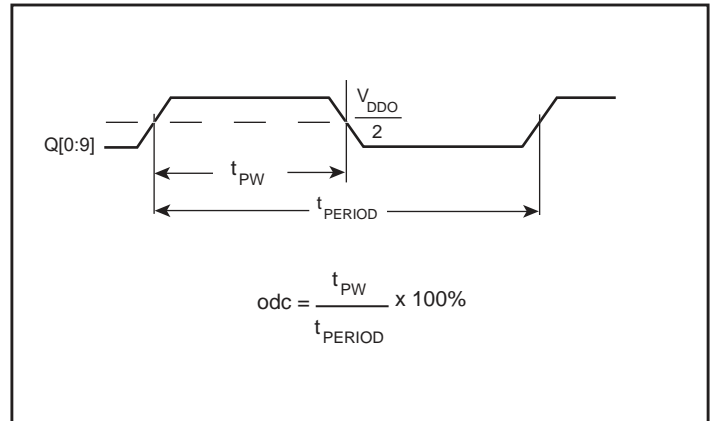 V_DDO
2
Q[0:9]
t_PW
t_PERIOD
odc = t_PW / t_PERIOD x 100%